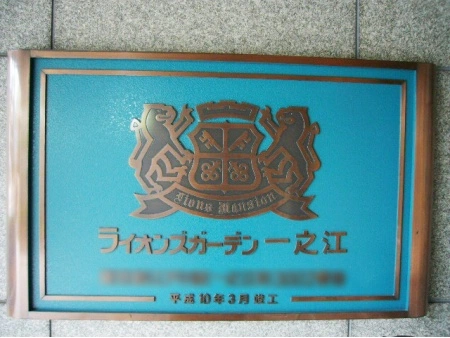 Lions Mansion
ライオンズガーデン一之江
平成10年3月竣工